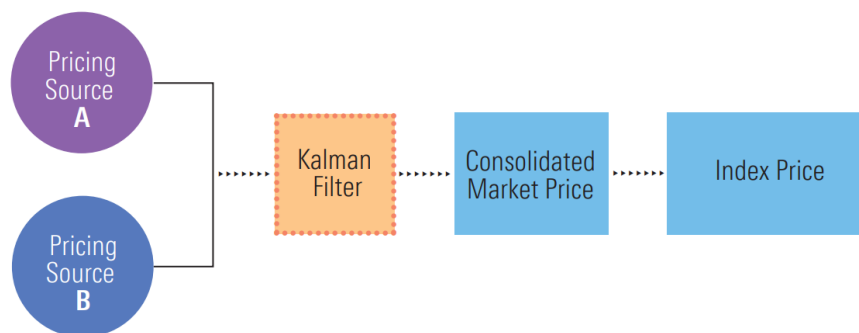 Pricing
Source
A
Pricing
Source
B
Kalman
Filter
Consolidated
Market Price
Index Price